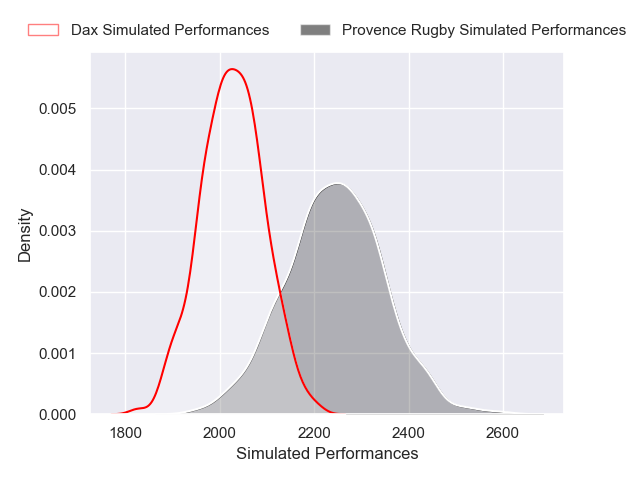 Dax Simulated Performances
Provence Rugby Simulated Performances
Density
0.005
0.004
0.003
0.002
0.001
0.000
1800 2000 2200 2400 2600
Simulated Performances